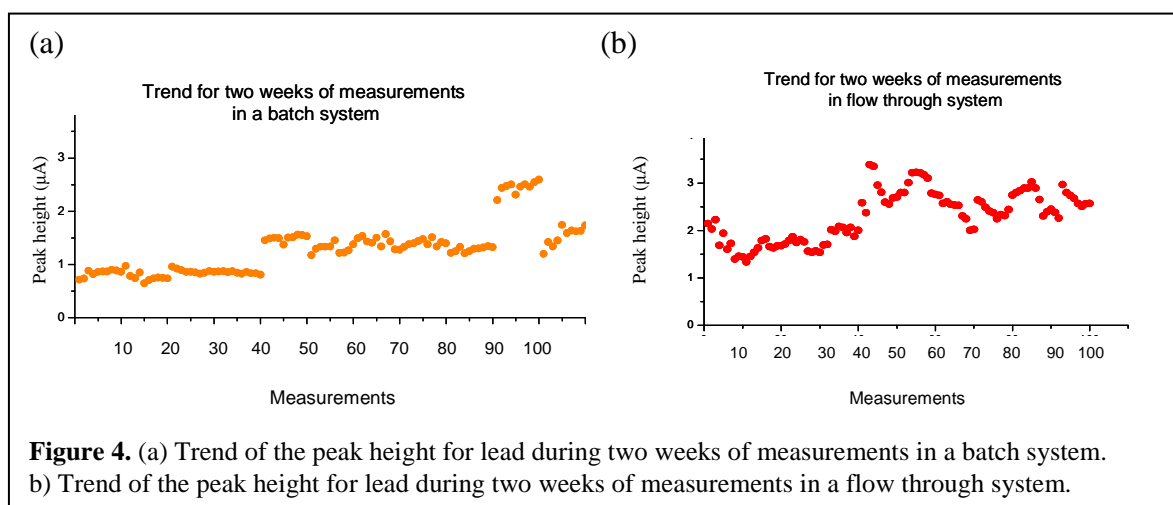 (a)
Trend for two weeks of measurements
in a batch system
Peak height (μA)
3
2
1
0
10 20 30 40 50 60 70 80 90 100
Measurements
(b)
Trend for two weeks of measurements
in flow through system
Peak height (μA)
3
2
1
0
10 20 30 40 50 60 70 80 90 100
Measurements
Figure 4. (a) Trend of the peak height for lead during two weeks of measurements in a batch system.
b) Trend of the peak height for lead during two weeks of measurements in a flow through system.